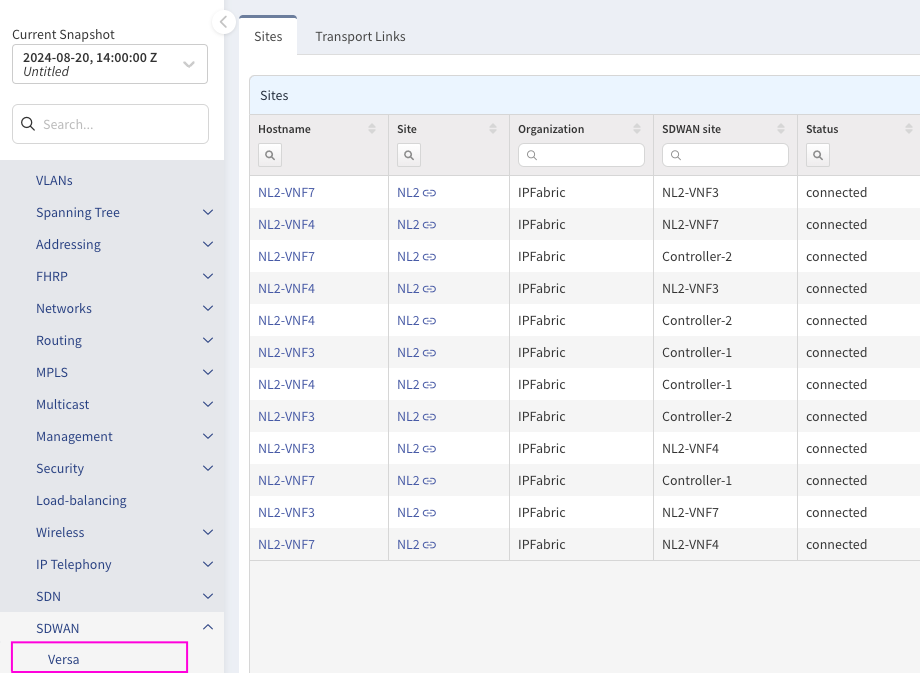 Current Snapshot
2024-08-20, 14:00:00 Z
Untitled
Search...
VLANs
Spanning Tree
Addressing
FHRP
Networks
Routing
MPLS
Multicast
Management
Security
Load-balancing
Wireless
IP Telephony
SDN
SDWAN
Versa
Sites Transport Links
Sites
Hostname Site Organization SDWAN site Status
NL2-VNF7 NL2 IPFabric NL2-VNF3 connected
NL2-VNF4 NL2 IPFabric NL2-VNF7 connected
NL2-VNF7 NL2 IPFabric Controller-2 connected
NL2-VNF4 NL2 IPFabric NL2-VNF3 connected
NL2-VNF4 NL2 IPFabric Controller-2 connected
NL2-VNF3 NL2 IPFabric Controller-1 connected
NL2-VNF4 NL2 IPFabric Controller-1 connected
NL2-VNF3 NL2 IPFabric Controller-2 connected
NL2-VNF3 NL2 IPFabric NL2-VNF4 connected
NL2-VNF7 NL2 IPFabric Controller-1 connected
NL2-VNF3 NL2 IPFabric NL2-VNF7 connected
NL2-VNF7 NL2 IPFabric NL2-VNF4 connected